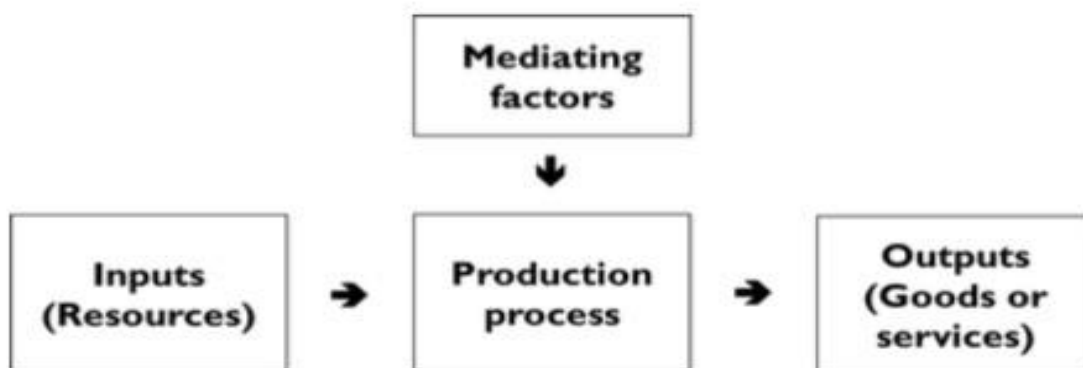 Mediating
factors
Inputs
(Resources)
Production
process
Outputs
(Goods or
services)